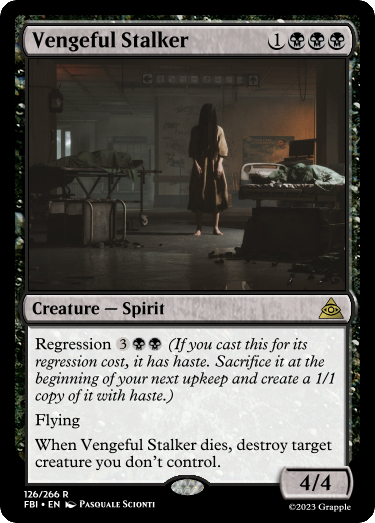 Vengeful Stalker 1
Creature — Spirit
Regression 3 (If you cast this for its
regression cost, it has haste. Sacrifice it at the
beginning of your next upkeep and create a 1/1
copy of it with haste.)
Flying
When Vengeful Stalker dies, destroy target
creature you don't control.
4/4
126/266 R
FBI • EN Pasquale Scionti
©2023 Grapple